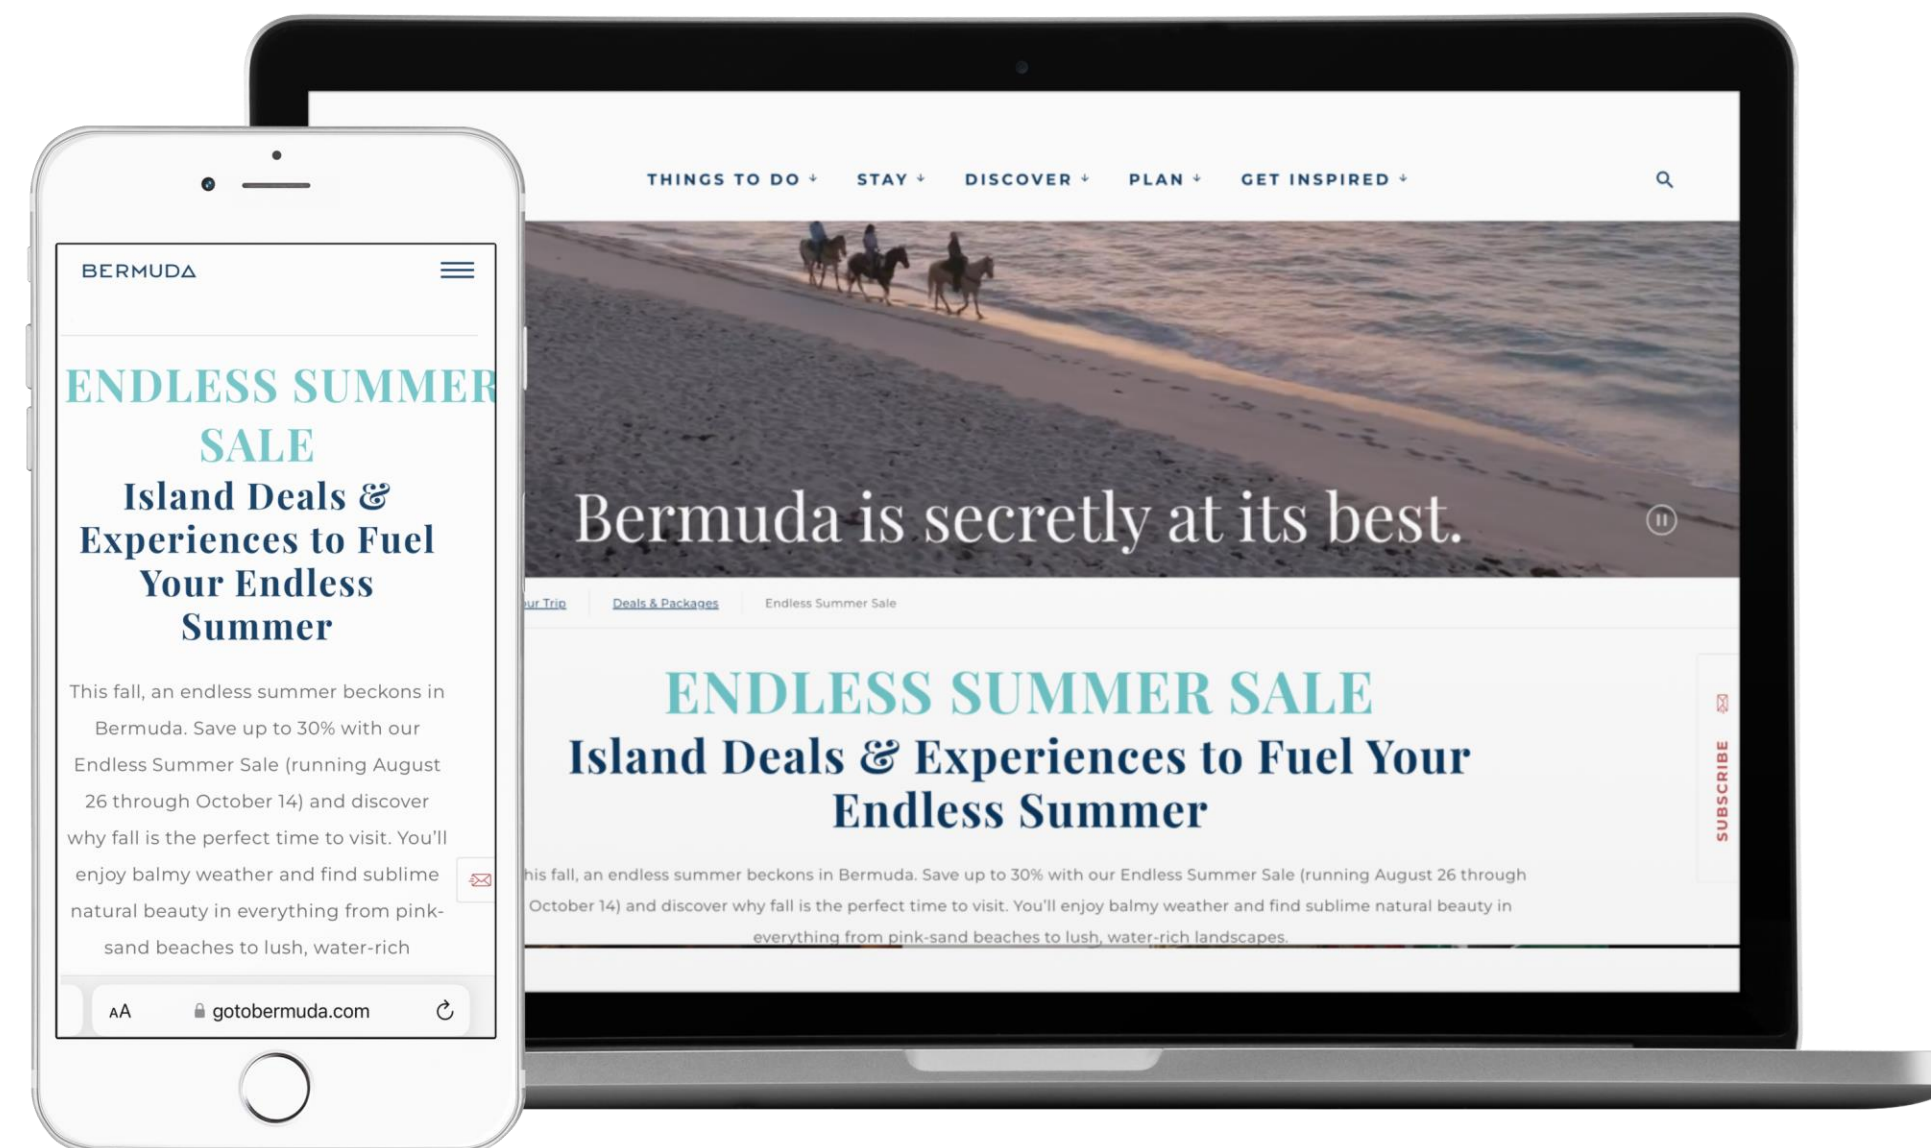 BERMUDA
ENDLESS SUMMER
SALE
Island Deals &
Experiences to Fuel
Your Endless
Summer
This fall, an endless summer beckons in
Bermuda. Save up to 30% with our
Endless Summer Sale (running August
26 through October 14) and discover
why fall is the perfect time to visit. You'll
enjoy balmy weather and find sublime
natural beauty in everything from pink-
sand beaches to lush, water-rich
AA gotobermuda.com
THINGS TO DO STAY DISCOVER PLAN GET INSPIRED
Bermuda is secretly at its best.
ur Trip Deals & Packages Endless Summer Sale
ENDLESS SUMMER SALE
Island Deals & Experiences to Fuel Your
Endless Summer
his fall, an endless summer beckons in Bermuda. Save up to 30% with our Endless Summer Sale (running August 26 through
October 14) and discover why fall is the perfect time to visit. You'll enjoy balmy weather and find sublime natural beauty in
everything from pink-sand beaches to lush, water-rich landscapes.
SUBSCRIBE